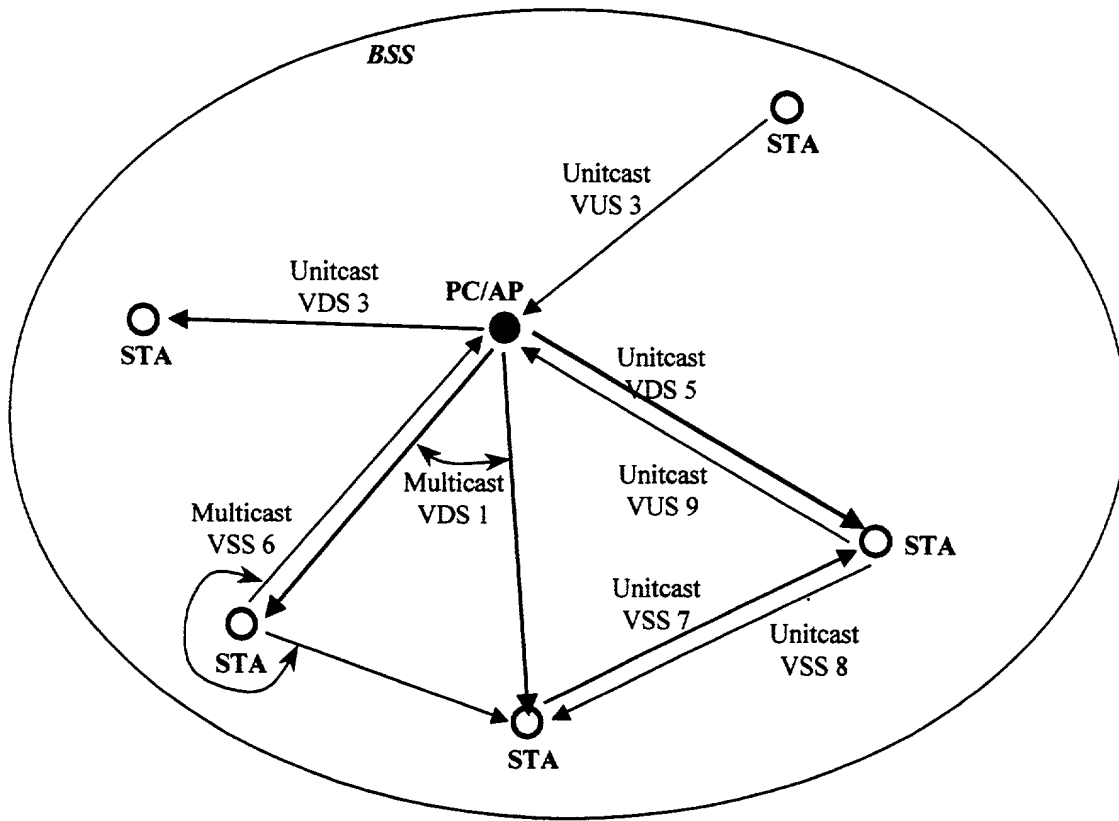 BSS
STA
Unitcast
VUS 3
Unitcast
VDS 3
PC/AP
STA
Unitcast
VDS 5
Multicast
VDS 1
Unitcast
VUS 9
Multicast
VSS 6
STA
Unitcast
VSS 7
Unitcast
VSS 8
STA
STA